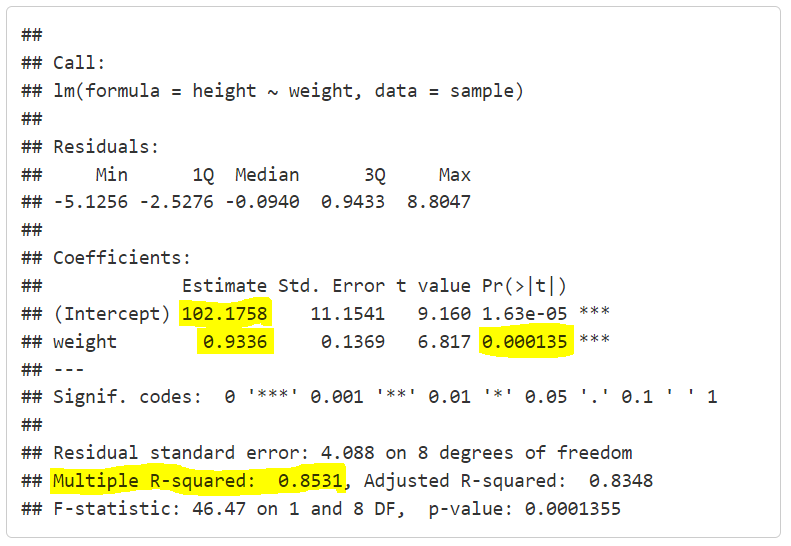 ##
## Call:
## lm(formula = height ~ weight, data = sample)
##
## Residuals:
##     Min      1Q  Median      3Q     Max
## -5.1256 -2.5276 -0.0940  0.9433  8.8047
##
## Coefficients:
##             Estimate Std. Error t value Pr(>|t|)
## (Intercept) 102.1758    11.1541   9.160 1.63e-05 ***
## weight        0.9336     0.1369   6.817 0.000135 ***
## ---
## Signif. codes:  0 '***' 0.001 '**' 0.01 '*' 0.05 '.' 0.1 ' ' 1
##
## Residual standard error: 4.088 on 8 degrees of freedom
## Multiple R-squared:  0.8531, Adjusted R-squared:  0.8348
## F-statistic: 46.47 on 1 and 8 DF,  p-value: 0.0001355